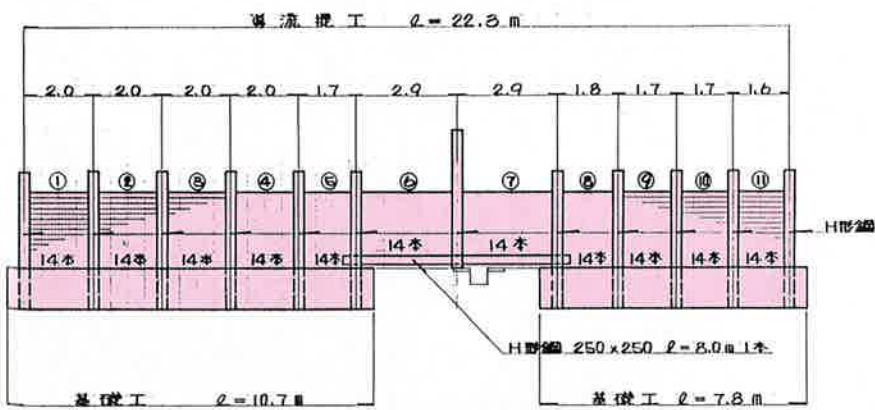 導流堤工 ℓ=22.3m
2.0 2.0 2.0 2.0 1.7 2.9 2.9 1.8 1.7 1.7 1.6
① ② ③ ④ ⑤ ⑥ ⑦ ⑧ ⑨ ⑩ ⑪
H形鋼
14本 14本
14本 14本 14本 14本 14本 14本 14本 14本 14本
H形鋼 250×250 ℓ=8.0m 1本
基礎工 ℓ=10.7m 基礎工 ℓ=7.8m